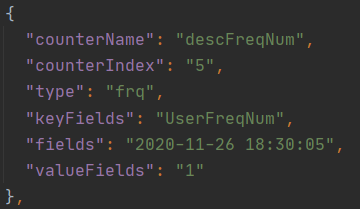 {
"counterName": "descFreqNum",
"counterIndex": "5",
"type": "frq",
"keyFields": "UserFreqNum",
"fields": "2020-11-26 18:30:05",
"valueFields": "1"
},